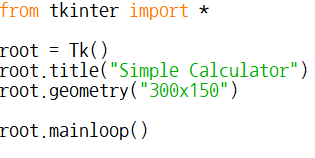 from tkinter import *
root = Tk()
root.title("Simple Calculator")
root.geometry("300x150")
root.mainloop()